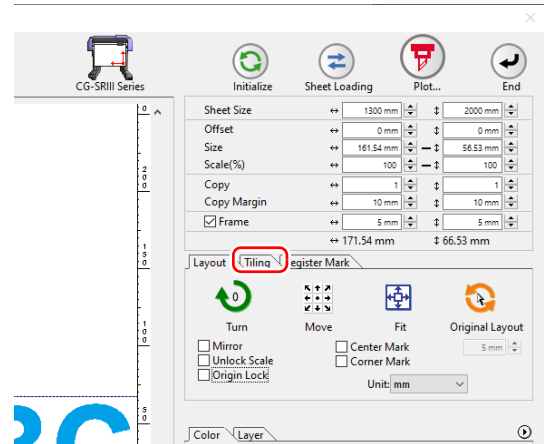 CG-SRIII Series
Initialize Sheet Loading Plot... End
Sheet Size 1300 mm 2000 mm
Offset 0 mm 0 mm
Size 161.54 mm 56.53 mm
Scale(%) 100 100
Copy 1 1
Copy Margin 10 mm 10 mm
Frame 5 mm 5 mm
171.54 mm 66.53 mm
Layout Tiling egister Mark
0
Turn Move Fit Original Layout
Mirror Center Mark 5 mm
Unlock Scale Corner Mark
Origin Lock
Unit: mm
Color Layer
200
150
100